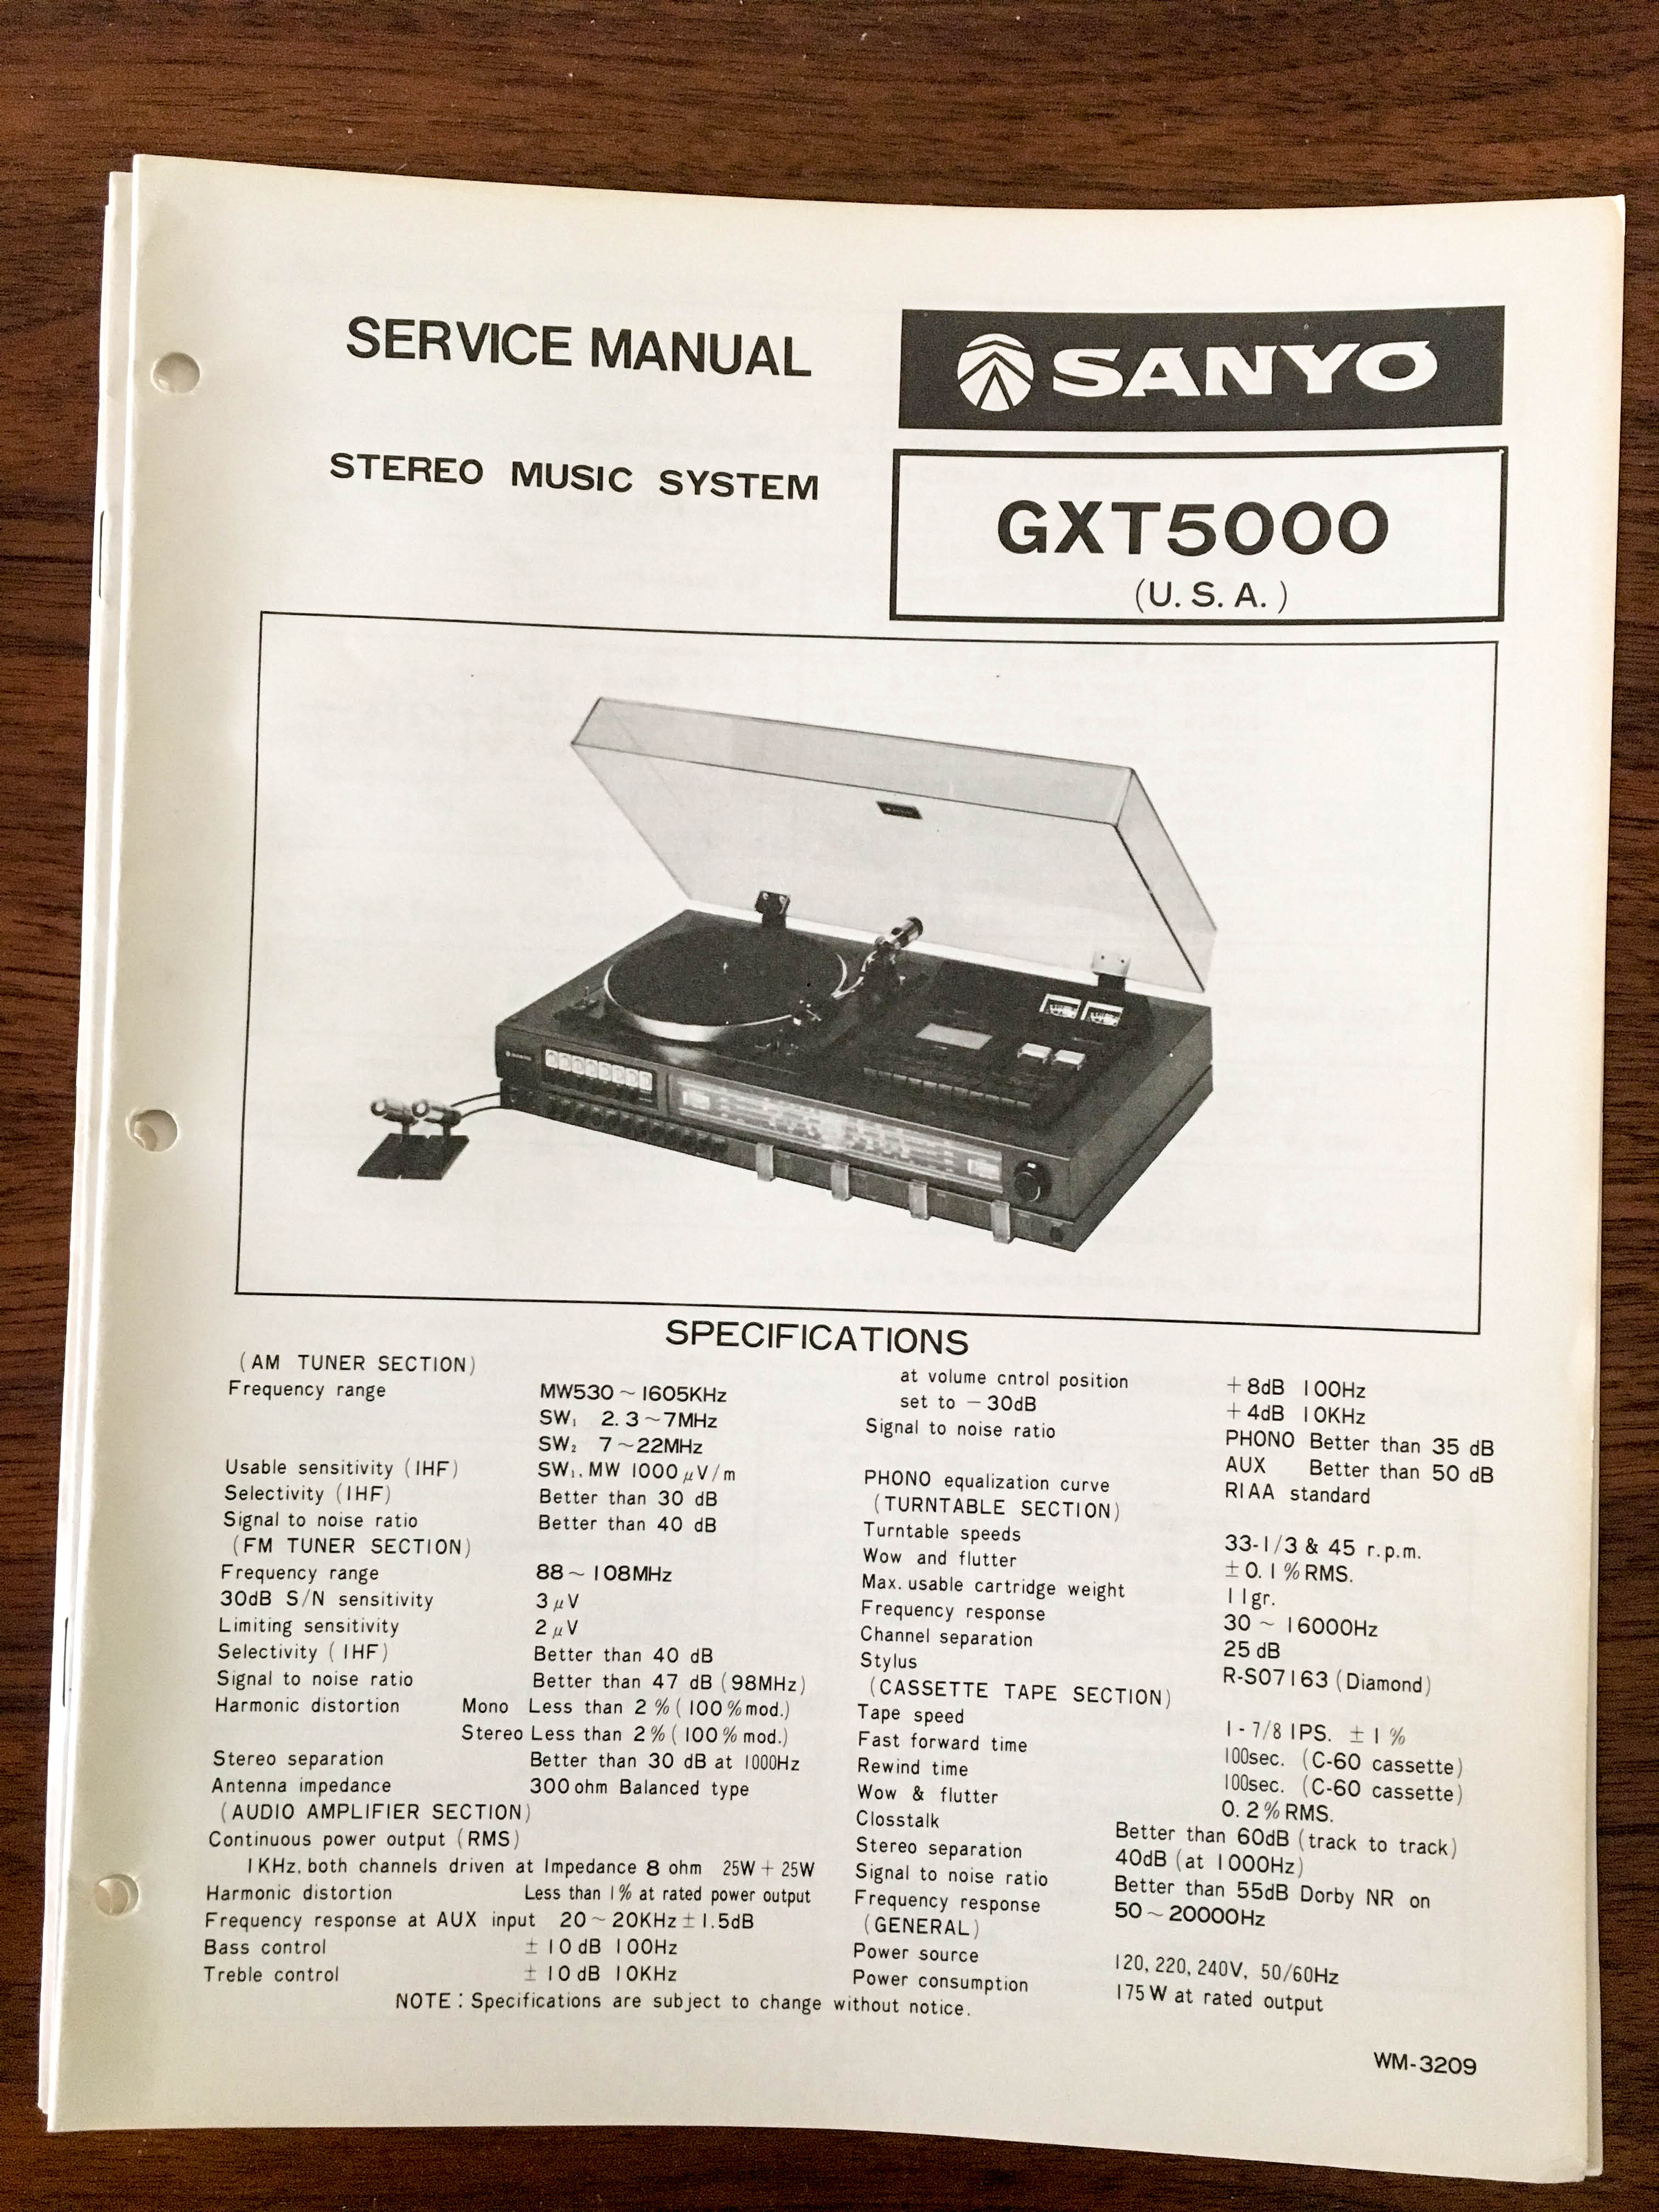 SERVICE MANUAL
SANYO
STEREO MUSIC SYSTEM
GXT5000
(U. S. A. )
SPECIFICATIONS
(AM TUNER SECTION)
Frequency range MW530 ~ 1605KHz
SW₁ 2. 3 ~ 7MHz
SW₂ 7 ~ 22MHz
Usable sensitivity (IHF) SW₁. MW 1000 μV/m
Selectivity (IHF) Better than 30 dB
Signal to noise ratio Better than 40 dB
(FM TUNER SECTION)
Frequency range 88 ~ 108MHz
30dB S/N sensitivity 3 μV
Limiting sensitivity 2 μV
Selectivity ( IHF) Better than 40 dB
Signal to noise ratio Better than 47 dB (98MHz)
Harmonic distortion Mono Less than 2 % ( 100 % mod.)
Stereo Less than 2 % ( 100 % mod.)
Stereo separation Better than 30 dB at 1000Hz
Antenna impedance 300 ohm Balanced type
(AUDIO AMPLIFIER SECTION)
Continuous power output (RMS)
1KHz, both channels driven at Impedance 8 ohm 25W + 25W
Harmonic distortion Less than 1% at rated power output
Frequency response at AUX input 20 ~ 20KHz ± 1.5dB
Bass control ± 10 dB 100Hz
Treble control ± 10 dB 10KHz
at volume cntrol position + 8dB 100Hz
set to − 30dB + 4dB 10KHz
Signal to noise ratio PHONO Better than 35 dB
AUX Better than 50 dB
PHONO equalization curve RIAA standard
(TURNTABLE SECTION)
Turntable speeds 33-1/3 & 45 r.p.m.
Wow and flutter ± 0. 1 % RMS.
Max. usable cartridge weight 11gr.
Frequency response 30 ~ 16000Hz
Channel separation 25 dB
Stylus R-S07163 (Diamond)
(CASSETTE TAPE SECTION)
Tape speed 1 - 7/8 IPS. ± 1 %
Fast forward time 100sec. (C-60 cassette)
Rewind time 100sec. (C-60 cassette)
Wow & flutter 0. 2 % RMS.
Closstalk Better than 60dB (track to track)
Stereo separation 40dB (at 1000Hz)
Signal to noise ratio Better than 55dB Dorby NR on
Frequency response 50 ~ 20000Hz
(GENERAL)
Power source 120, 220, 240V, 50/60Hz
Power consumption 175 W at rated output
NOTE : Specifications are subject to change without notice.
WM-3209